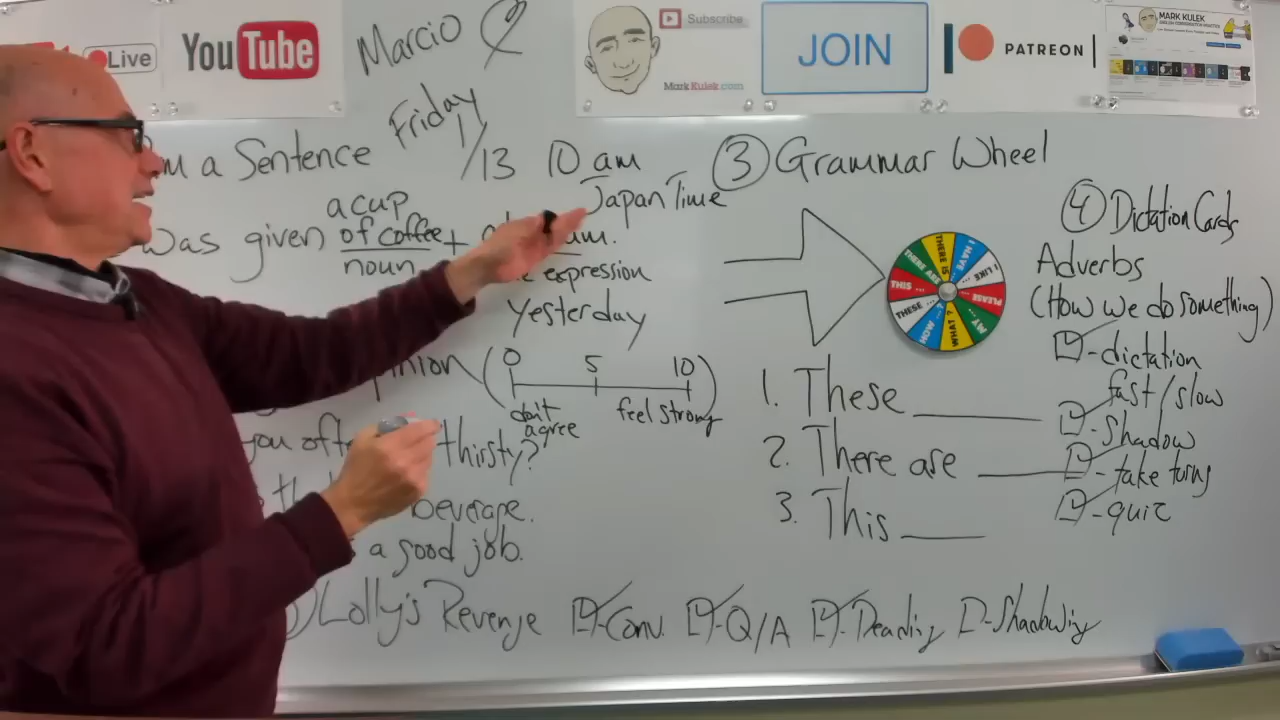 Live
YouTube
Marcio
Subscribe
MarkKulek.com
JOIN
PATREON
MARK KULEK
Friday
1/13 10 am
Japan Time
m a Sentence
a cup
was given of coffee +
noun
expression
yesterday
3 Grammar Wheel
THERE IS
I HAVE ...
I LIKE ...
PLEASE
... MY
WHAT ?
HOW ...?
THESE ...
THIS ...
THERE ARE
1. These
2. There are
3. This
4 Dictation Cards
Adverbs
(How we do something)
- dictation
fast/slow
- shadow
- take turns
- quiz
inion ( 0 5 10 )
don't agree
feel strong
thirsty?
beverage.
a good job.
Lolly's Revenge - Conv. - Q/A - Reading - Shadowing